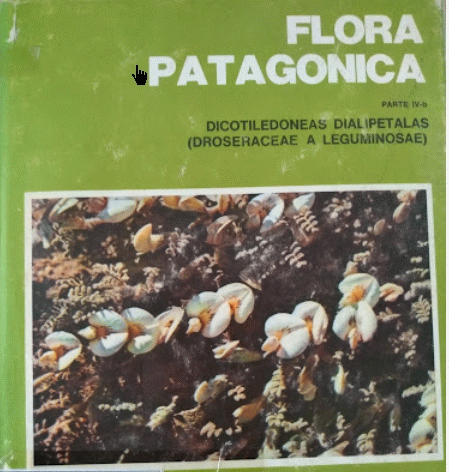 FLORA
PATAGONICA
PARTE IV-b
DICOTILEDONEAS DIALIPETALAS
(DROSERACEAE A LEGUMINOSAE)